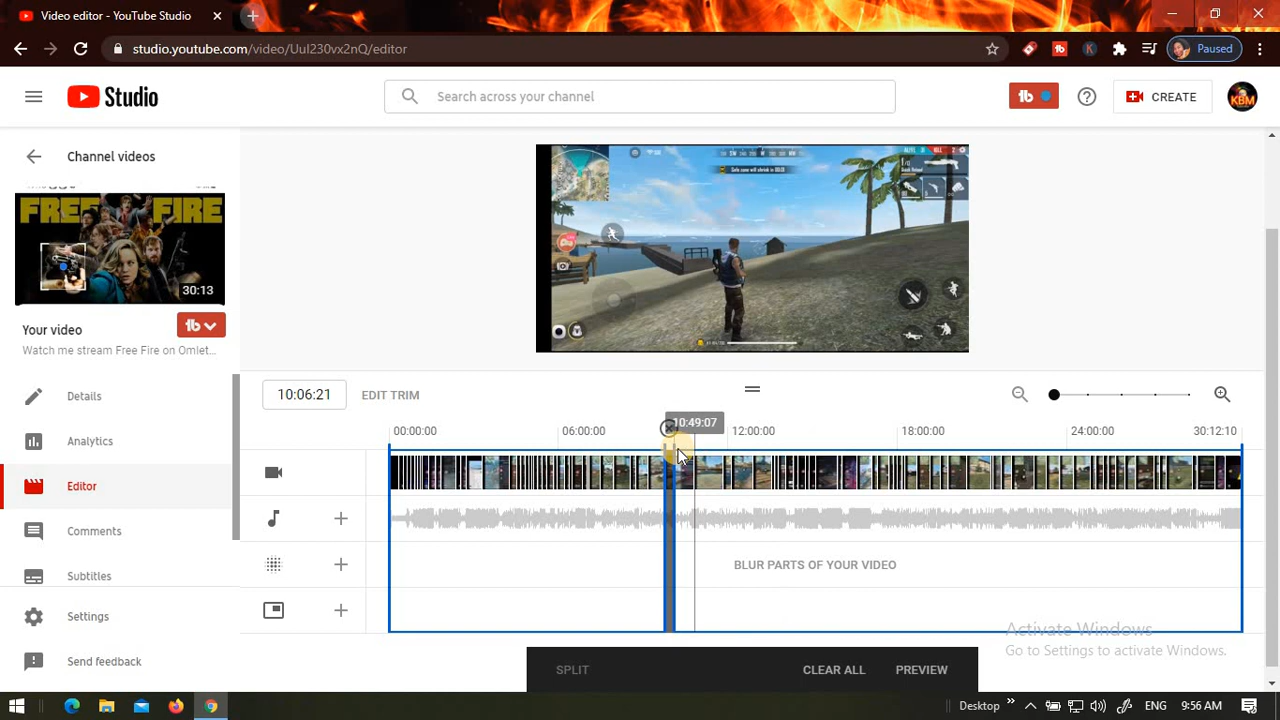 Video editor - YouTube Studio
studio.youtube.com/video/UuI230vx2nQ/editor
Paused
Studio
Search across your channel
CREATE
KBM
Channel videos
FREE FIRE
30:13
Your video
Watch me stream Free Fire on Omlet...
Details
Analytics
Editor
Comments
Subtitles
Settings
Send feedback
10:06:21
EDIT TRIM
10:49:07
00:00:00
06:00:00
12:00:00
18:00:00
24:00:00
30:12:10
BLUR PARTS OF YOUR VIDEO
Activate Windows
Go to Settings to activate Windows.
SPLIT
CLEAR ALL
PREVIEW
Desktop
ENG
9:56 AM